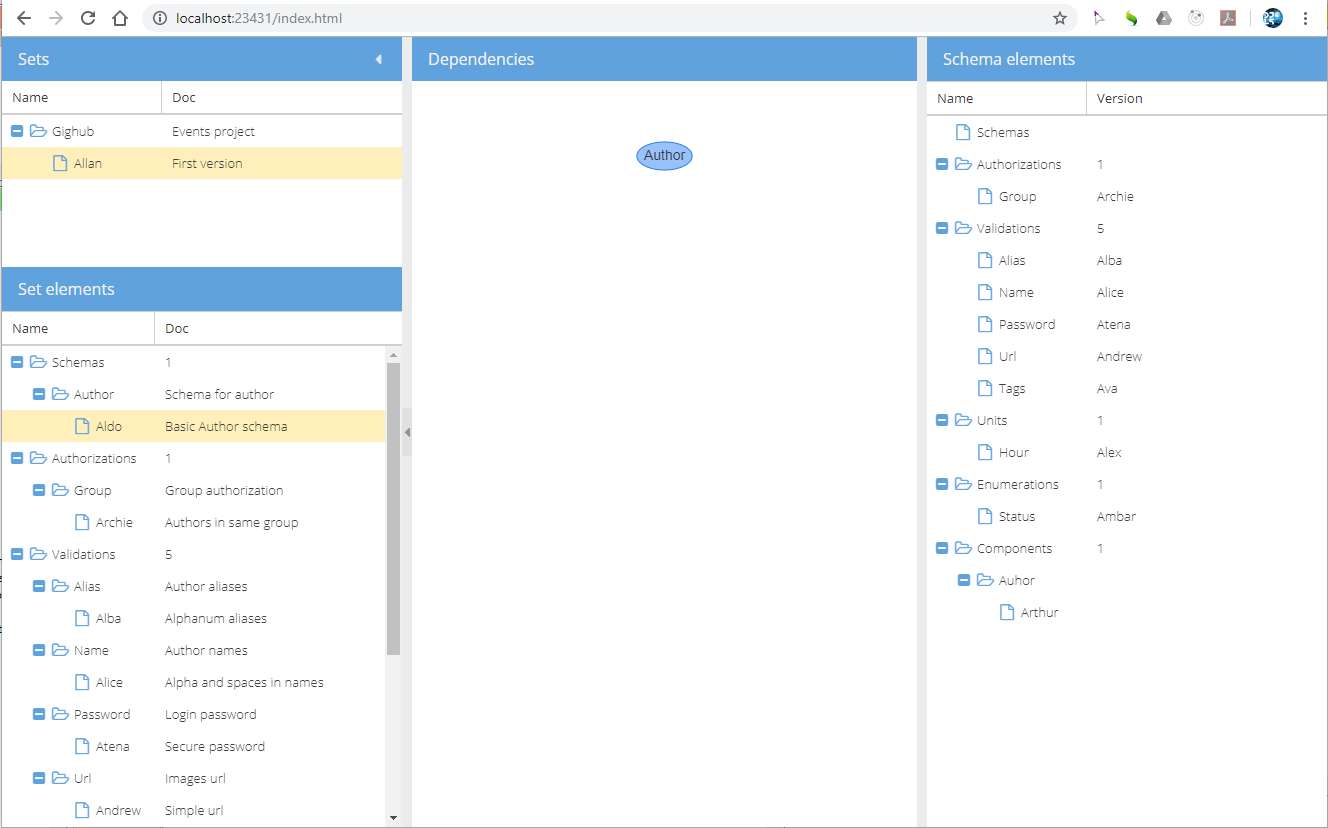 localhost:23431/index.html
Sets
Name Doc
Gighub Events project
Allan First version
Set elements
Name Doc
Schemas 1
Author Schema for author
Aldo Basic Author schema
Authorizations 1
Group Group authorization
Archie Authors in same group
Validations 5
Alias Author aliases
Alba Alphanum aliases
Name Author names
Alice Alpha and spaces in names
Password Login password
Atena Secure password
Url Images url
Andrew Simple url
Dependencies
Author
Schema elements
Name Version
Schemas
Authorizations 1
Group Archie
Validations 5
Alias Alba
Name Alice
Password Atena
Url Andrew
Tags Ava
Units 1
Hour Alex
Enumerations 1
Status Ambar
Components 1
Auhor
Arthur